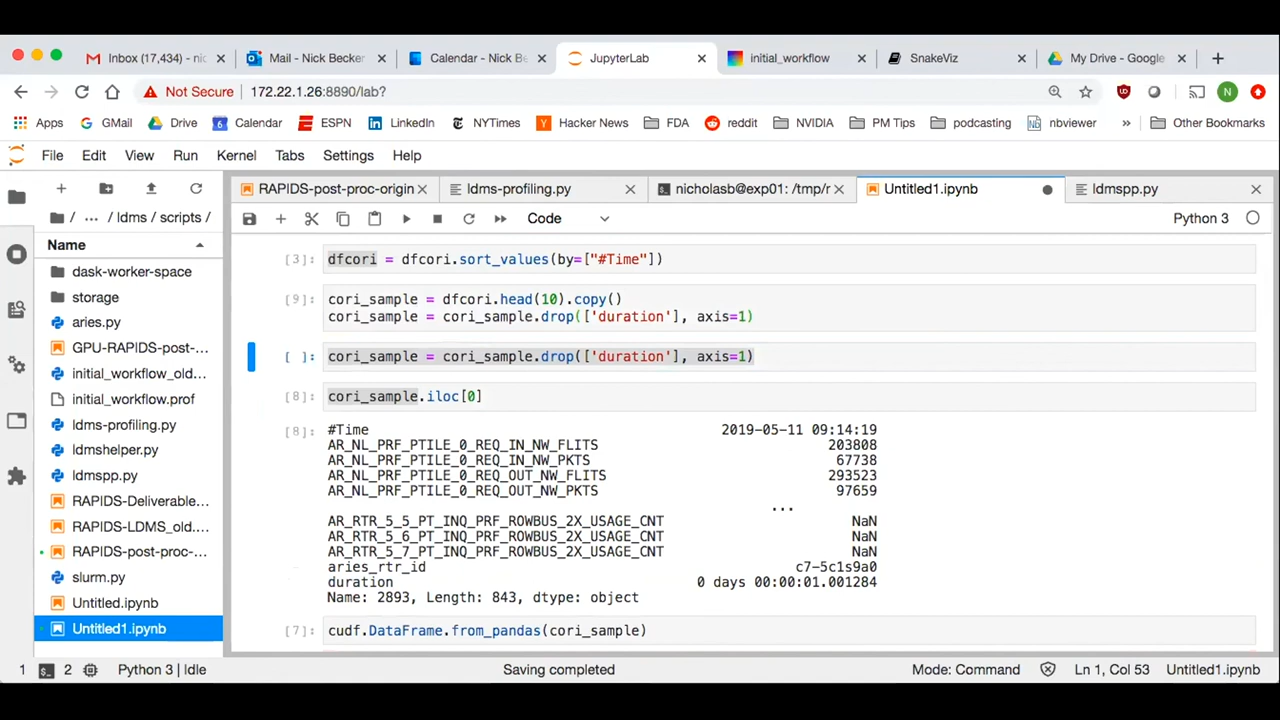 Inbox (17,434) - nic
Mail - Nick Becker
Calendar - Nick Be
JupyterLab
initial_workflow
SnakeViz
My Drive - Google
Not Secure
172.22.1.26:8890/lab?
N
Apps
GMail
Drive
Calendar
ESPN
LinkedIn
NYTimes
Hacker News
FDA
reddit
NVIDIA
PM Tips
podcasting
nbviewer
»
Other Bookmarks
File
Edit
View
Run
Kernel
Tabs
Settings
Help
RAPIDS-post-proc-origin
ldms-profiling.py
nicholasb@exp01: /tmp/r
Untitled1.ipynb
ldmspp.py
/ ... / ldms / scripts /
Code
Python 3
Name
dask-worker-space
storage
aries.py
GPU-RAPIDS-post-...
initial_workflow_old...
initial_workflow.prof
ldms-profiling.py
ldmshelper.py
ldmspp.py
RAPIDS-Deliverable...
RAPIDS-LDMS_old....
RAPIDS-post-proc-...
slurm.py
Untitled.ipynb
Untitled1.ipynb
[3]: dfcori = dfcori.sort_values(by=["#Time"])
[9]: cori_sample = dfcori.head(10).copy()
cori_sample = cori_sample.drop(['duration'], axis=1)
[ ]: cori_sample = cori_sample.drop(['duration'], axis=1)
[8]: cori_sample.iloc[0]
[8]: #Time 2019-05-11 09:14:19
AR_NL_PRF_PTILE_0_REQ_IN_NW_FLITS 203808
AR_NL_PRF_PTILE_0_REQ_IN_NW_PKTS 67738
AR_NL_PRF_PTILE_0_REQ_OUT_NW_FLITS 293523
AR_NL_PRF_PTILE_0_REQ_OUT_NW_PKTS 97659
...
AR_RTR_5_5_PT_INQ_PRF_ROWBUS_2X_USAGE_CNT NaN
AR_RTR_5_6_PT_INQ_PRF_ROWBUS_2X_USAGE_CNT NaN
AR_RTR_5_7_PT_INQ_PRF_ROWBUS_2X_USAGE_CNT NaN
aries_rtr_id c7-5c1s9a0
duration 0 days 00:00:01.001284
Name: 2893, Length: 843, dtype: object
[7]: cudf.DataFrame.from_pandas(cori_sample)
1
2
Python 3 | Idle
Saving completed
Mode: Command
Ln 1, Col 53
Untitled1.ipynb